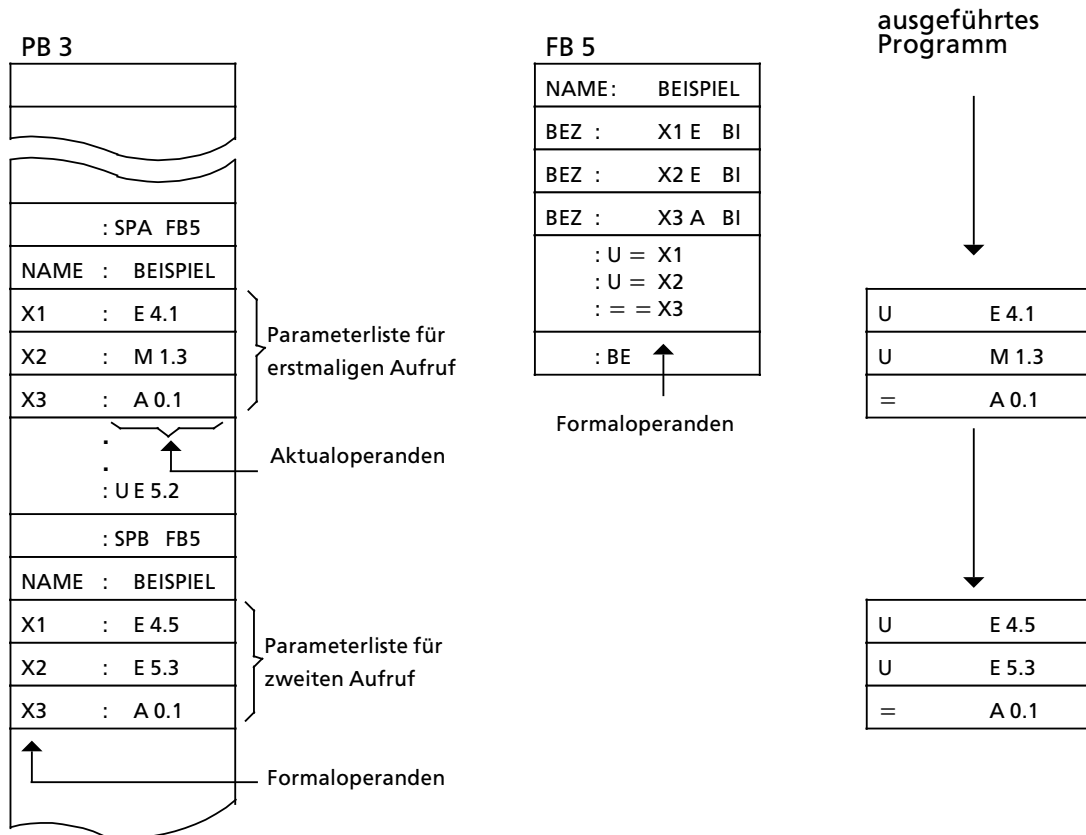 PB 3
: SPA FB5
NAME : BEISPIEL
X1 : E 4.1
X2 : M 1.3
X3 : A 0.1
.
.
: U E 5.2
: SPB FB5
NAME : BEISPIEL
X1 : E 4.5
X2 : E 5.3
X3 : A 0.1
Parameterliste für
erstmaligen Aufruf
Aktualoperanden
Parameterliste für
zweiten Aufruf
Formaloperanden
FB 5
NAME: BEISPIEL
BEZ : X1 E BI
BEZ : X2 E BI
BEZ : X3 A BI
: U = X1
: U = X2
: = = X3
: BE
Formaloperanden
ausgeführtes
Programm
U E 4.1
U M 1.3
= A 0.1
U E 4.5
U E 5.3
= A 0.1